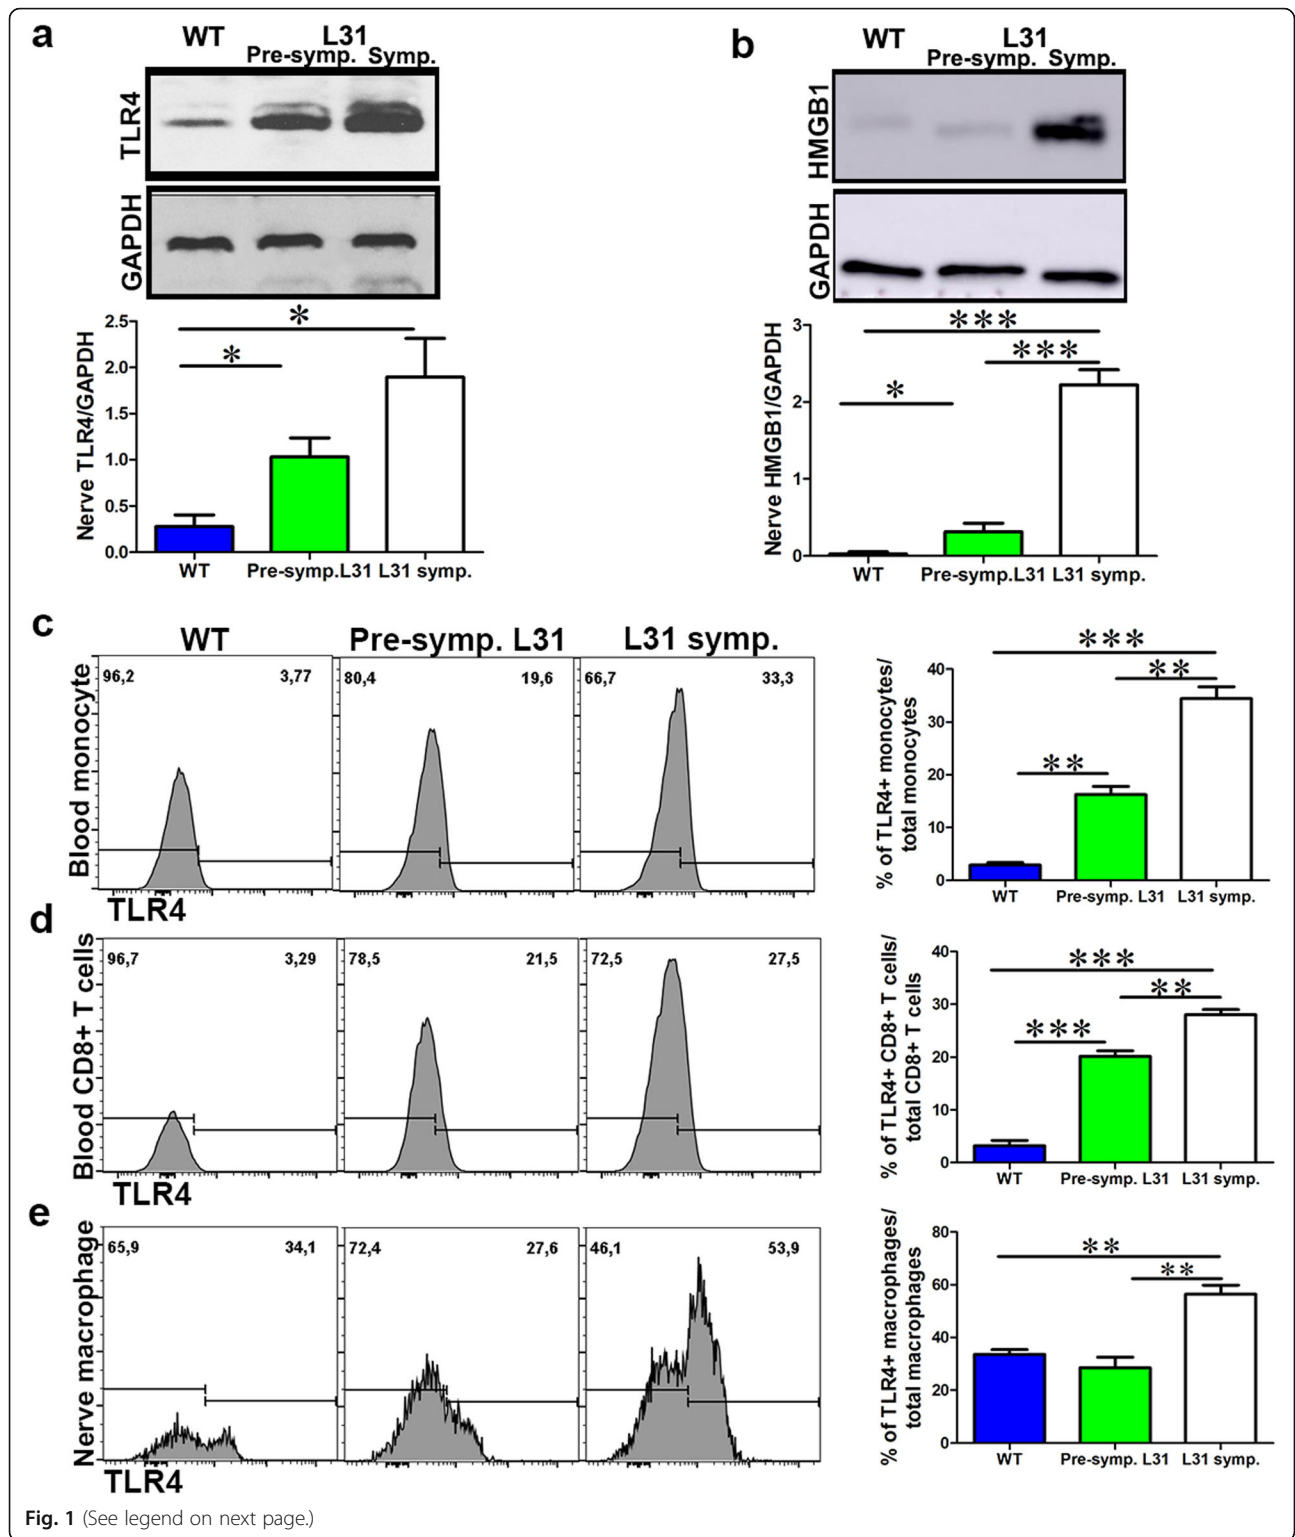 a
WT L31
Pre-symp. Symp.
TLR4
GAPDH
Nerve TLR4/GAPDH
2.5
2.0
1.5
1.0
0.5
0.0
*
*
WT Pre-symp.L31 L31 symp.
b
WT L31
Pre-symp. Symp.
HMGB1
GAPDH
Nerve HMGB1/GAPDH
3
2
1
0
***
***
*
WT Pre-symp.L31 L31 symp.
c
WT Pre-symp. L31 L31 symp.
Blood monocyte
96,2 3,77 80,4 19,6 66,7 33,3
TLR4
% of TLR4+ monocytes/
total monocytes
40
30
20
10
0
***
**
**
WT Pre-symp. L31 L31 symp.
d
Blood CD8+ T cells
96,7 3,29 78,5 21,5 72,5 27,5
TLR4
% of TLR4+ CD8+ T cells/
total CD8+ T cells
40
30
20
10
0
***
**
***
WT Pre-symp. L31 L31 symp.
e
Nerve macrophage
65,9 34,1 72,4 27,6 46,1 53,9
TLR4
% of TLR4+ macrophages/
total macrophages
80
60
40
20
0
**
**
WT Pre-symp. L31 L31 symp.
Fig. 1 (See legend on next page.)